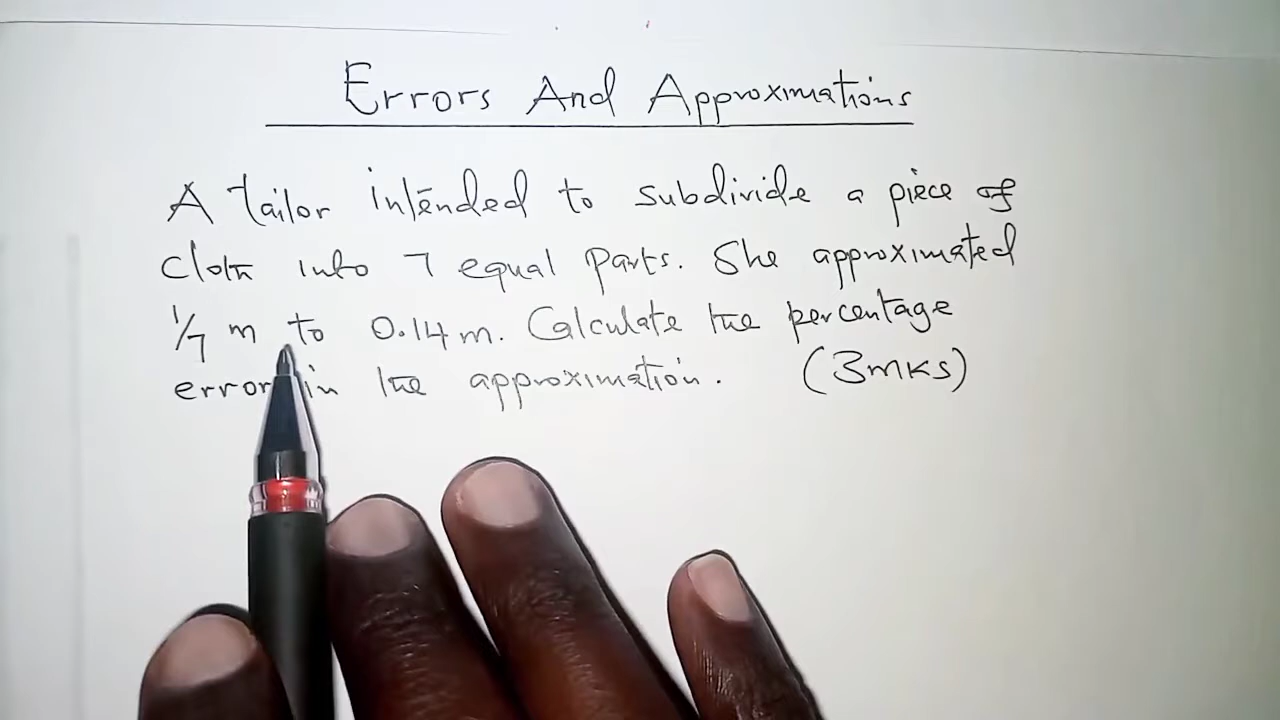 Errors And Approximations
A tailor intended to subdivide a piece of
cloth into 7 equal parts. She approximated
1/7 m to 0.14 m. Calculate the percentage
error in the approximation. (3mks)